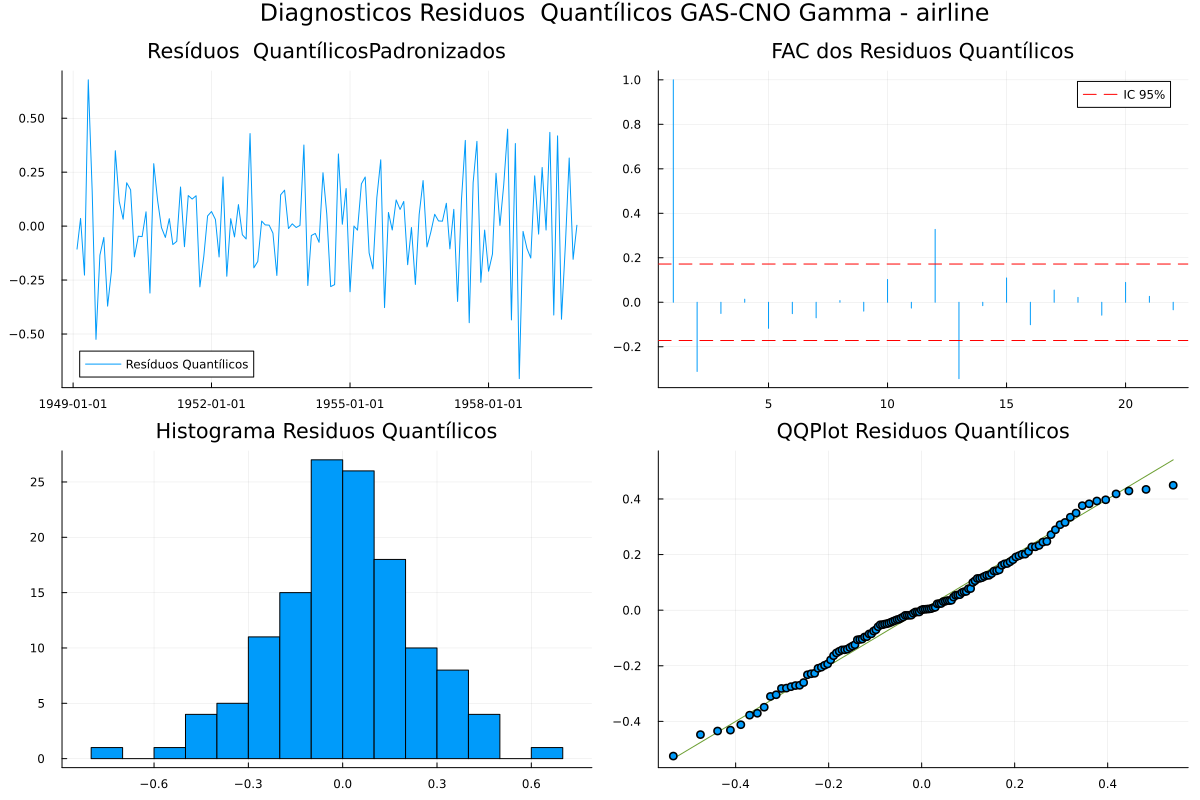 Diagnosticos Residuos  Quantílicos GAS-CNO Gamma - airline
Resíduos  QuantílicosPadronizados
0.50
0.25
0.00
−0.25
−0.50
Resíduos Quantílicos
1949-01-01 1952-01-01 1955-01-01 1958-01-01
FAC dos Residuos Quantílicos
1.0
0.8
0.6
0.4
0.2
0.0
−0.2
IC 95%
5 10 15 20
Histograma Residuos Quantílicos
25
20
15
10
5
0
−0.6 −0.3 0.0 0.3 0.6
QQPlot Residuos Quantílicos
0.4
0.2
0.0
−0.2
−0.4
−0.4 −0.2 0.0 0.2 0.4